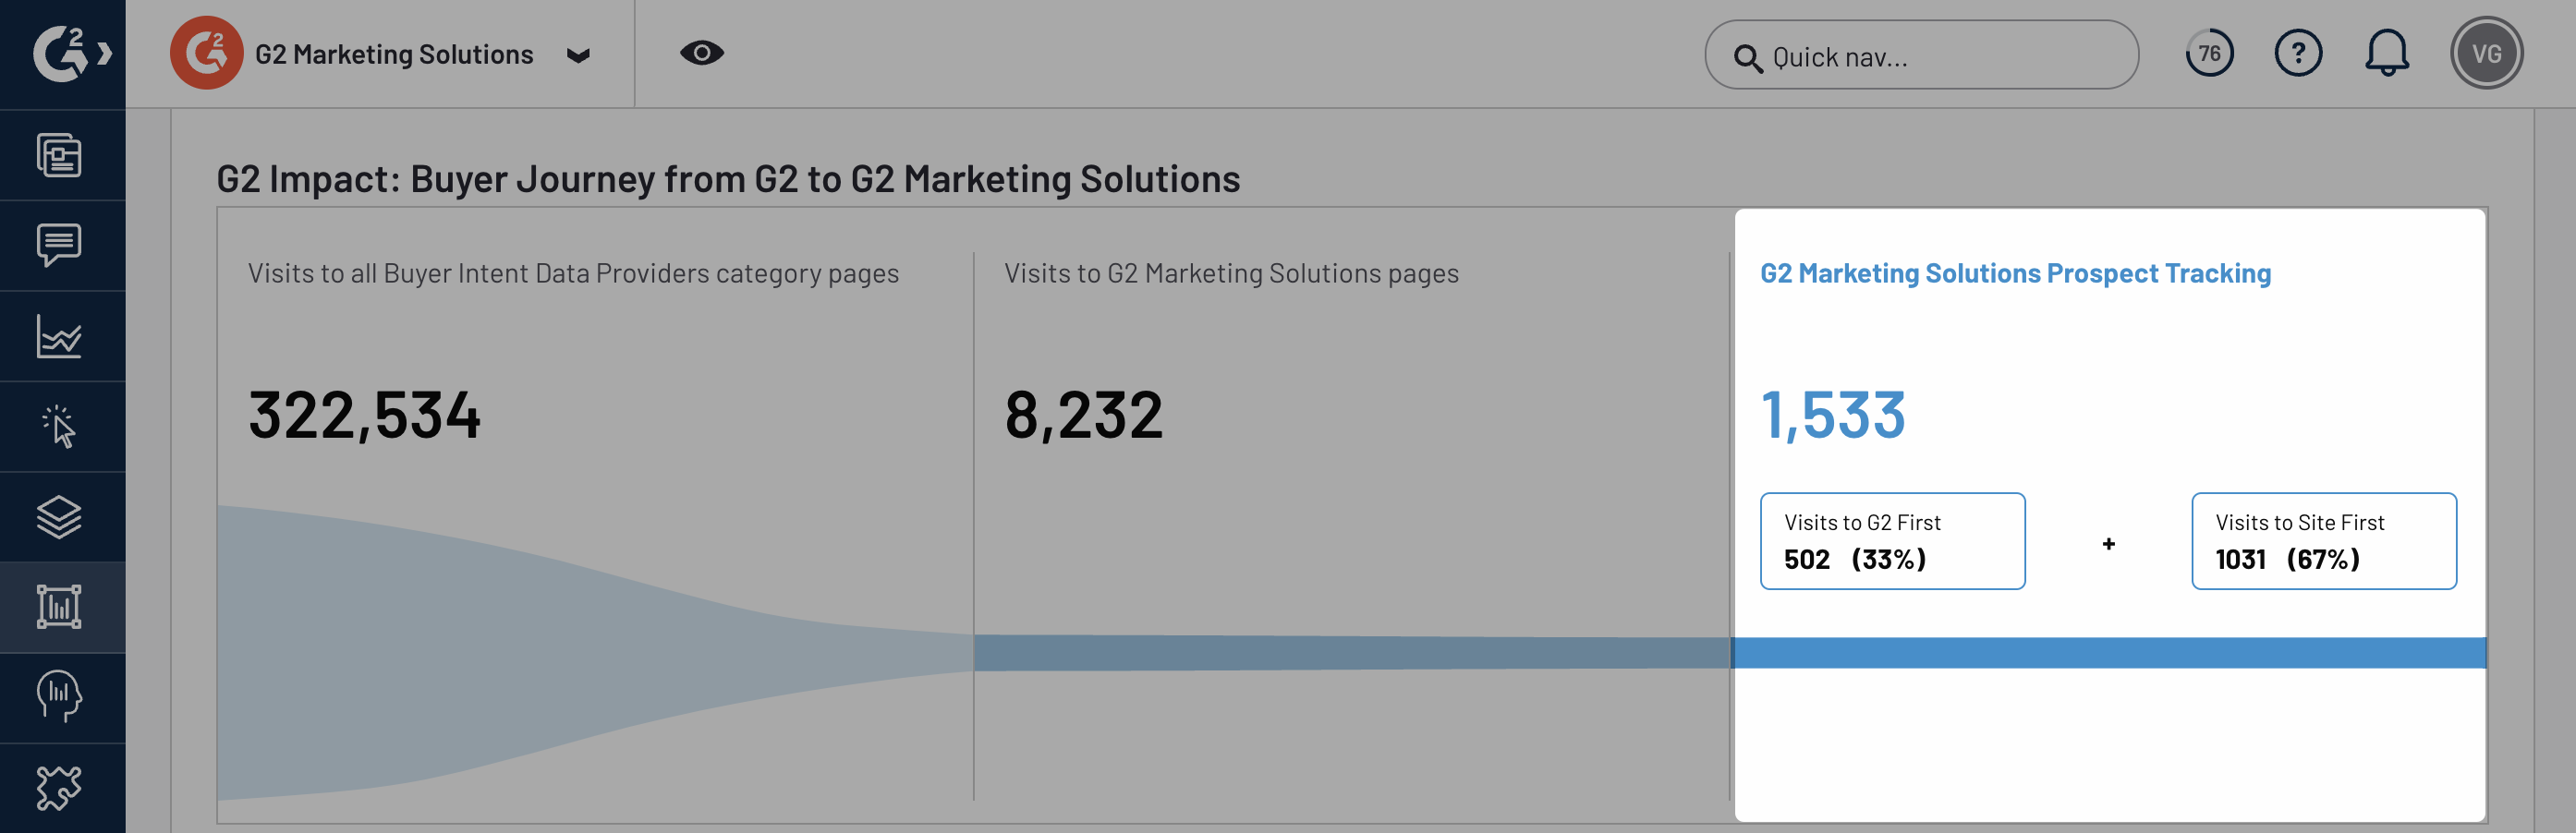 G2 Marketing Solutions
Quick nav...
76
?
VG
G2 Impact: Buyer Journey from G2 to G2 Marketing Solutions
Visits to all Buyer Intent Data Providers category pages
322,534
Visits to G2 Marketing Solutions pages
8,232
G2 Marketing Solutions Prospect Tracking
1,533
Visits to G2 First
502 (33%)
+
Visits to Site First
1031 (67%)